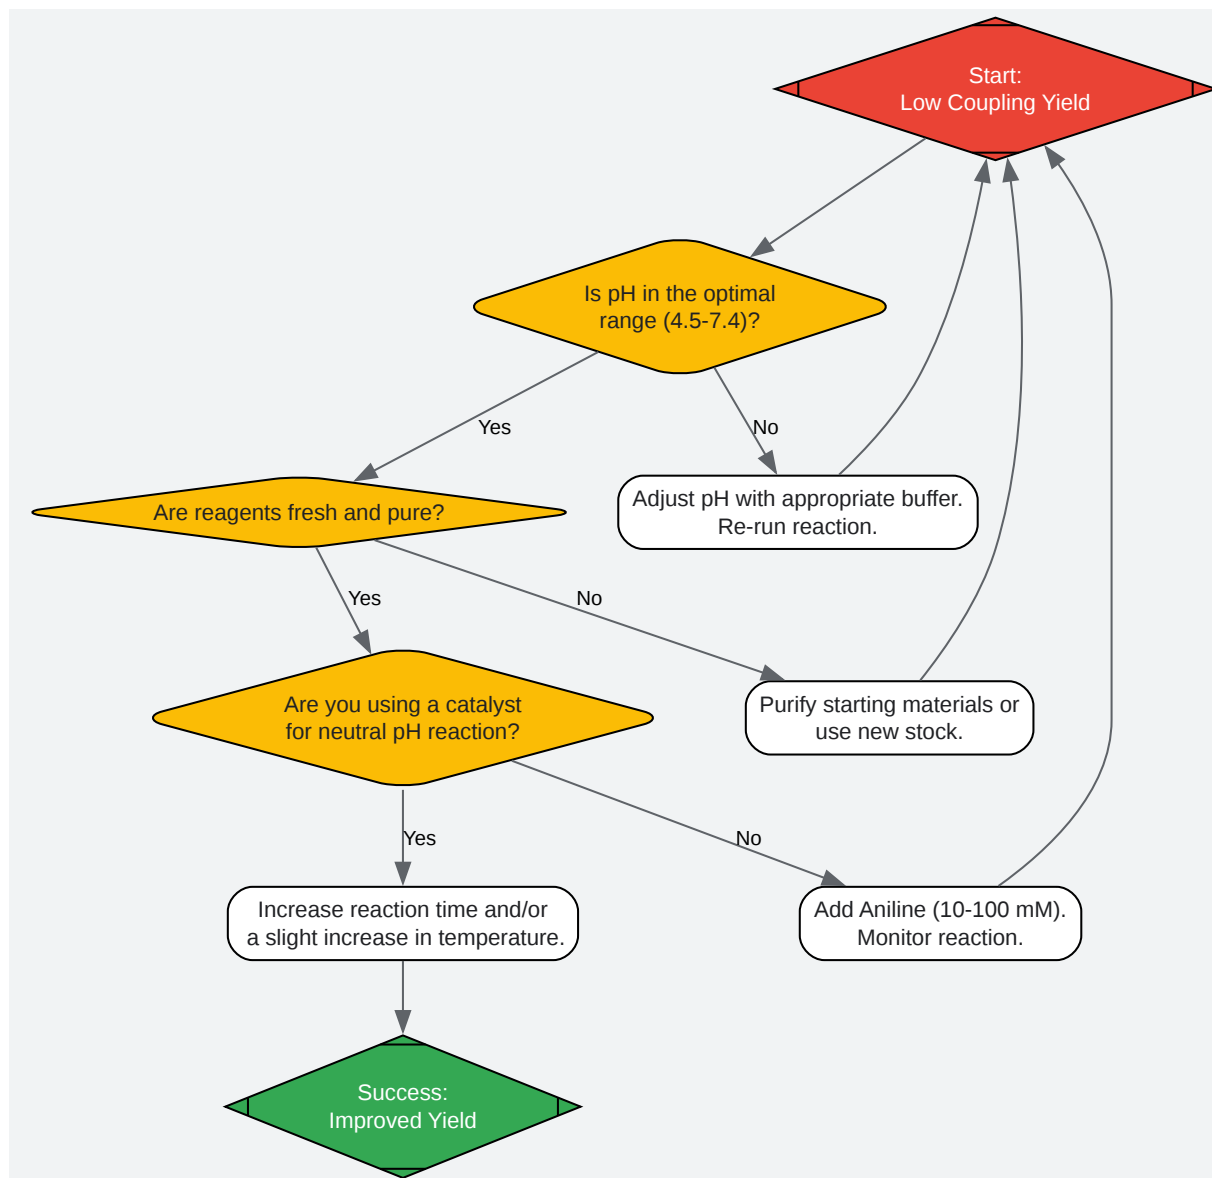 Start:
Low Coupling Yield
Is pH in the optimal
range (4.5-7.4)?
Yes
No
Are reagents fresh and pure?
Adjust pH with appropriate buffer.
Re-run reaction.
Yes
No
Are you using a catalyst
for neutral pH reaction?
Purify starting materials or
use new stock.
Yes
No
Increase reaction time and/or
a slight increase in temperature.
Add Aniline (10-100 mM).
Monitor reaction.
Success:
Improved Yield